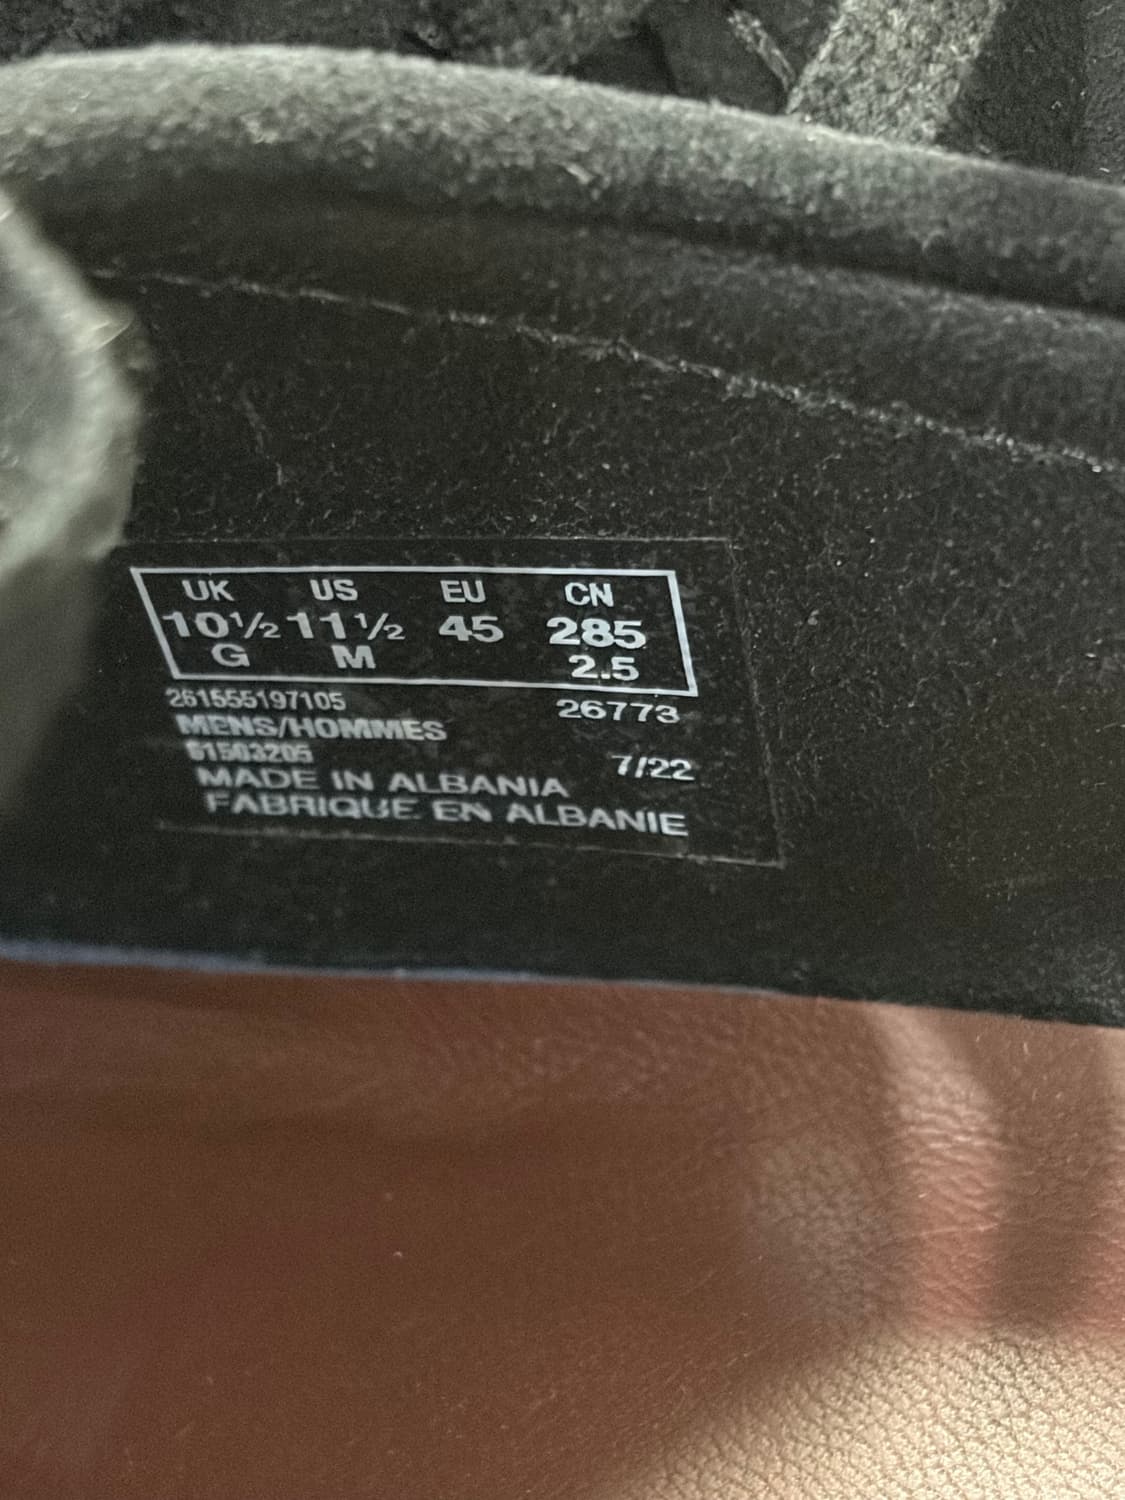 UK US EU CN
10½ 11½ 45 285
G M 2.5
261555197105 26773
MENS/HOMMES
61503205 7/22
MADE IN ALBANIA
FABRIQUE EN ALBANIE